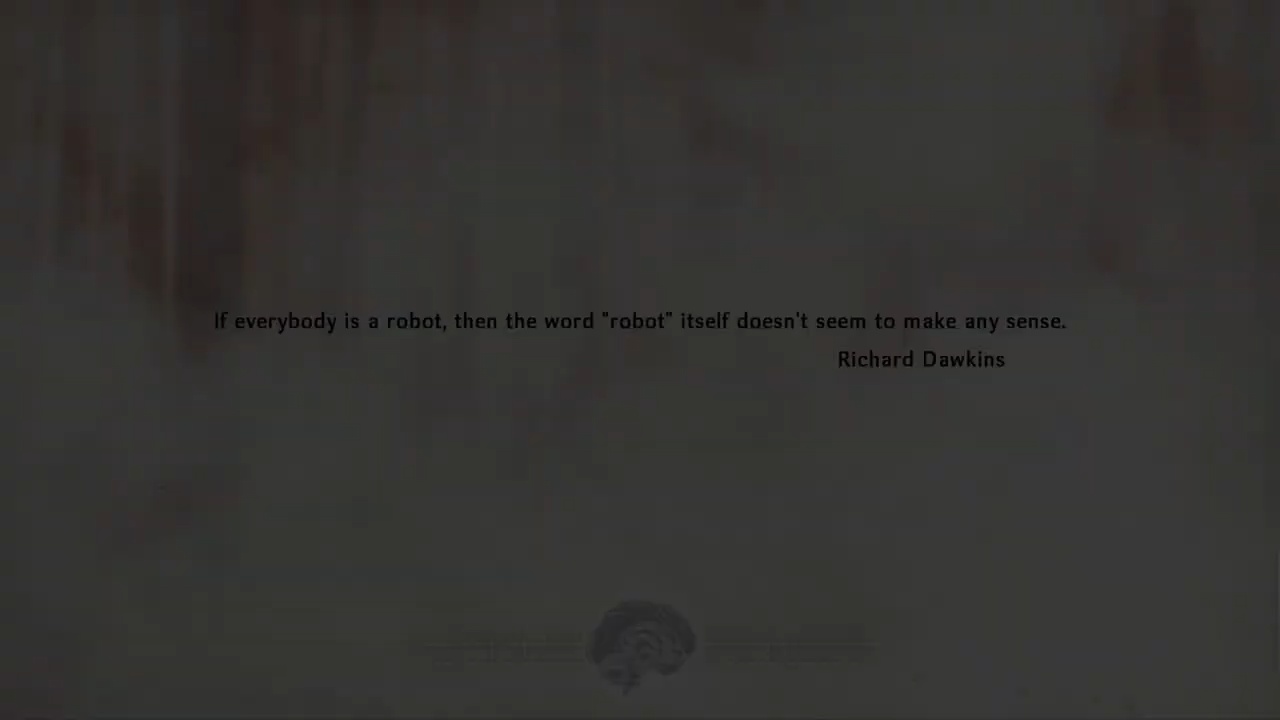 If everybody is a robot, then the word "robot" itself doesn't seem to make any sense.
Richard Dawkins